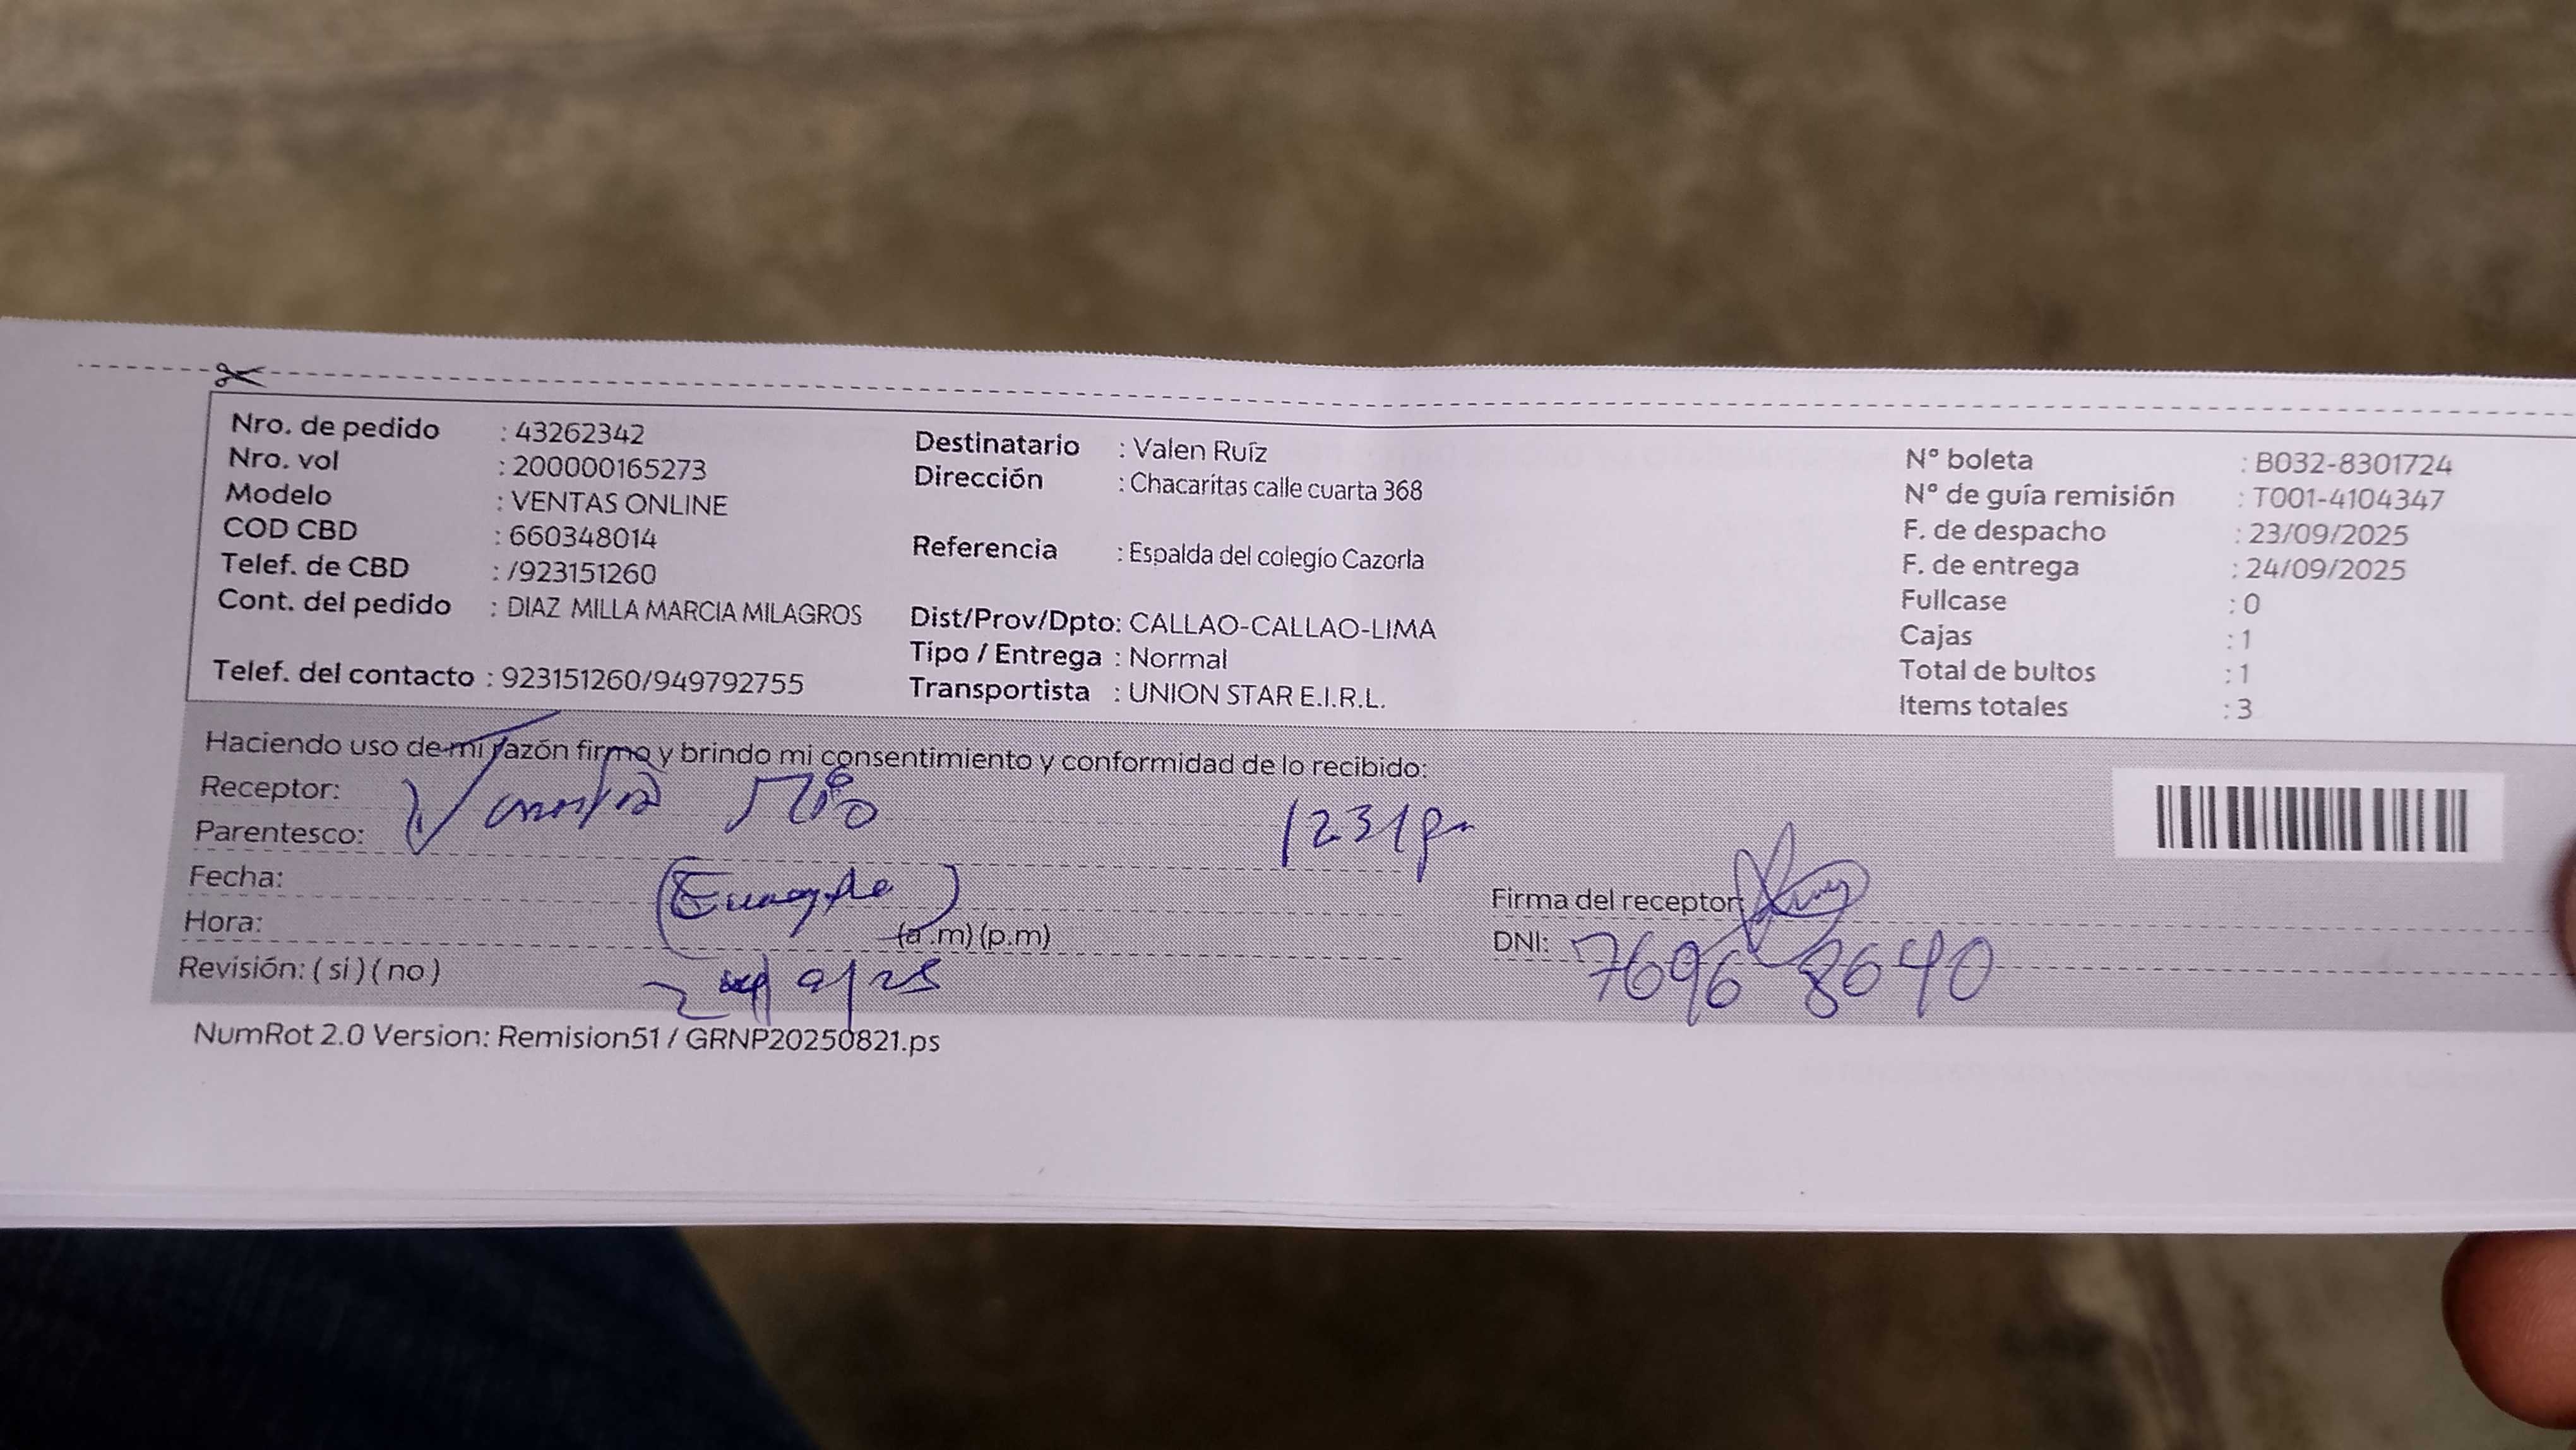 Nro. de pedido : 43262342
Nro. vol : 200000165273
Modelo : VENTAS ONLINE
COD CBD : 660348014
Telef. de CBD : /923151260
Cont. del pedido : DIAZ MILLA MARCIA MILAGROS
Telef. del contacto : 923151260/949792755
Destinatario : Valen Ruíz
Dirección : Chacaritas calle cuarta 368
Referencia : Espalda del colegio Cazorla
Dist/Prov/Dpto: CALLAO-CALLAO-LIMA
Tipo / Entrega : Normal
Transportista : UNION STAR E.I.R.L.
N° boleta : B032-8301724
N° de guía remisión : T001-4104347
F. de despacho : 23/09/2025
F. de entrega : 24/09/2025
Fullcase : 0
Cajas : 1
Total de bultos : 1
Items totales : 3
Haciendo uso de mi razón firmo y brindo mi consentimiento y conformidad de lo recibido:
Receptor:
Parentesco:
1231p
Fecha:
Hora: (a.m) (p.m)
Revisión: ( si ) ( no )
Firma del receptor:
DNI: 76968640
NumRot 2.0 Version: Remision51 / GRNP20250821.ps